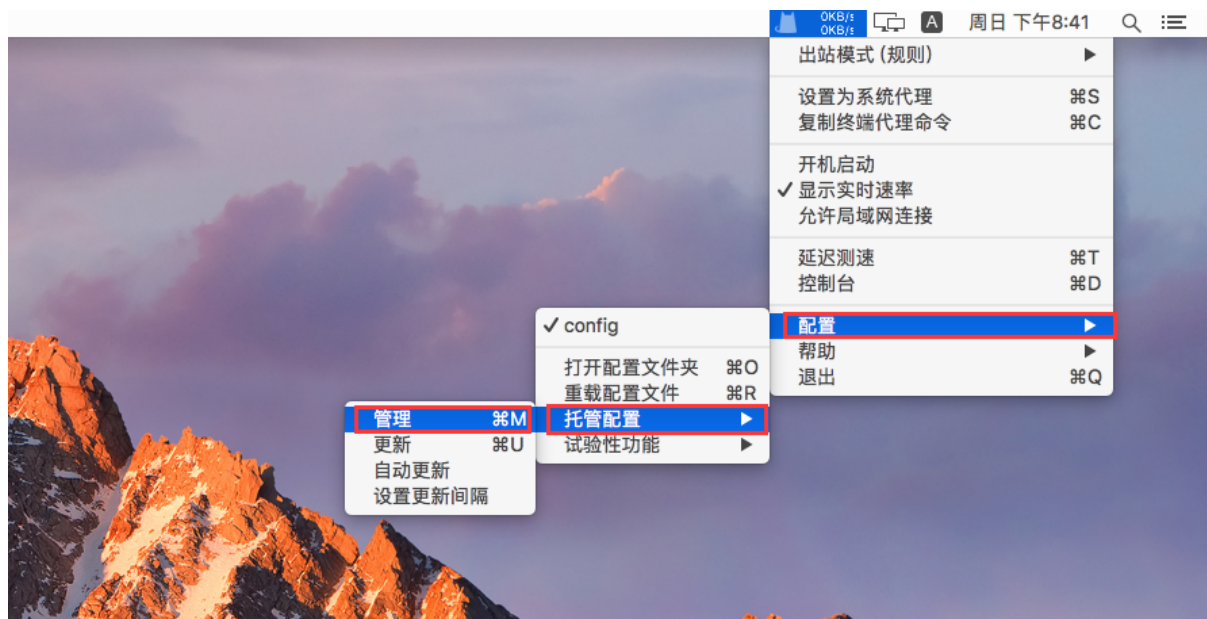 0KB/s
0KB/s
A
周日 下午8:41
出站模式 (规则)
设置为系统代理 ⌘S
复制终端代理命令 ⌘C
开机启动
✓ 显示实时速率
允许局域网连接
延迟测速 ⌘T
控制台 ⌘D
配置
帮助
退出 ⌘Q
✓ config
打开配置文件夹 ⌘O
重载配置文件 ⌘R
托管配置
试验性功能
管理 ⌘M
更新 ⌘U
自动更新
设置更新间隔